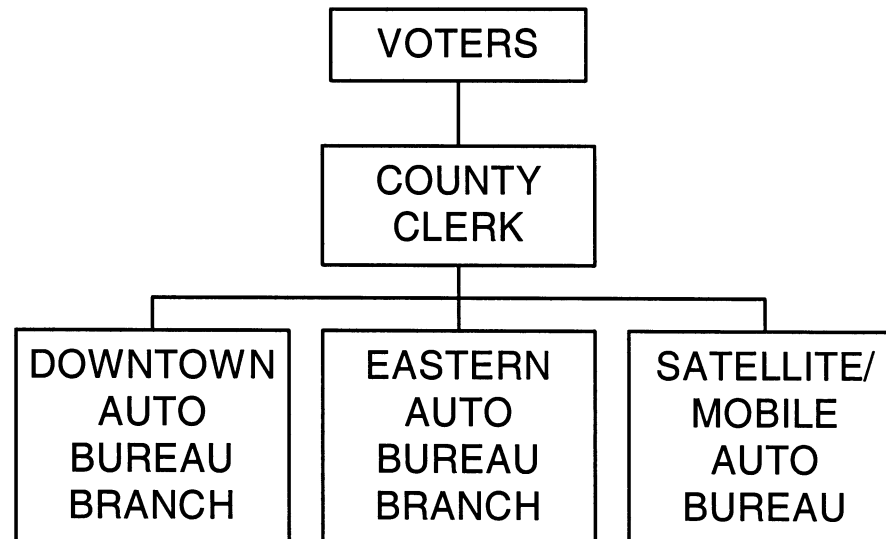 VOTERS
COUNTY
CLERK
DOWNTOWN
AUTO
BUREAU
BRANCH
EASTERN
AUTO
BUREAU
BRANCH
SATELLITE/
MOBILE
AUTO
BUREAU